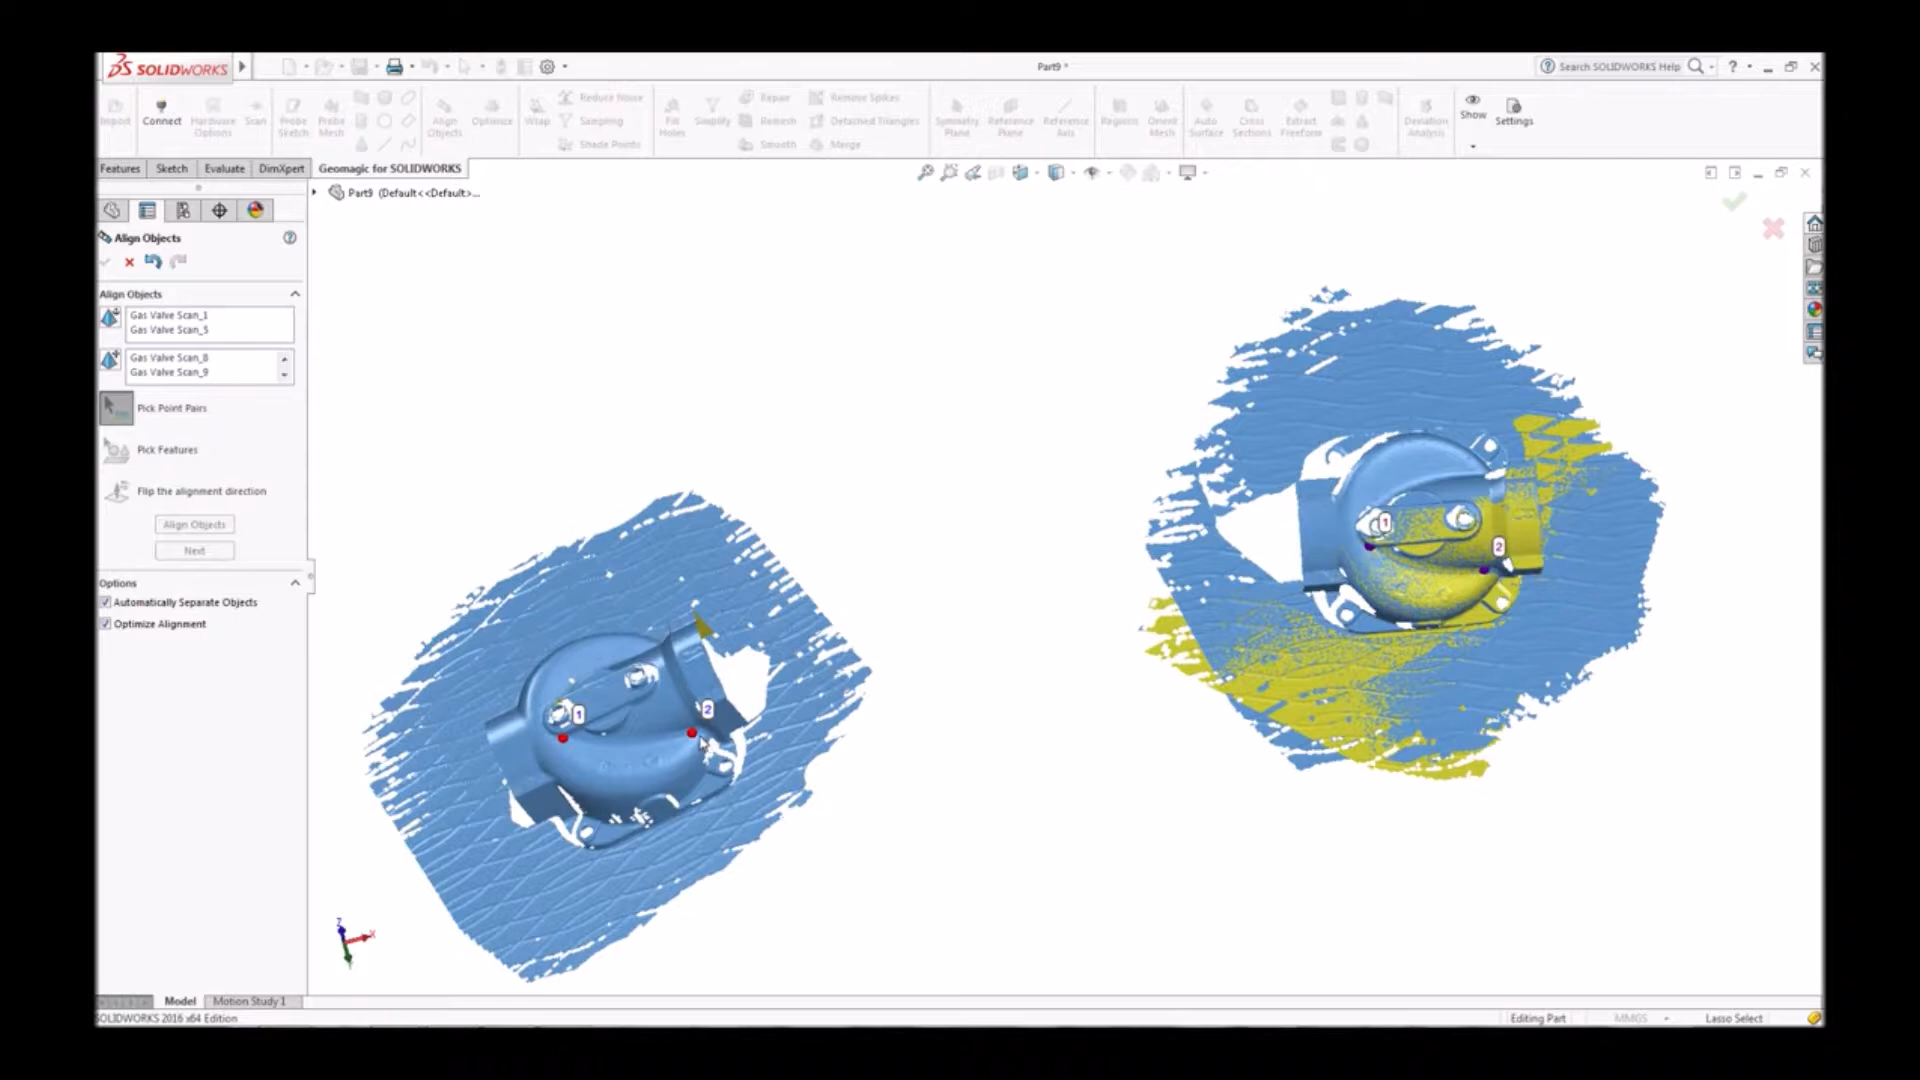 SOLIDWORKS
Part9 *
Search SOLIDWORKS Help
Import
Connect
Hardware Options
Scan
Probe Sketch
Probe Mesh
Align Objects
Optimize
Wrap
Reduce Noise
Sampling
Shade Points
Fill Holes
Simplify
Repair
Remesh
Smooth
Remove Spikes
Detached Triangles
Merge
Symmetry Plane
Reference Plane
Reference Axis
Regions
Orient Mesh
Auto Surface
Cross Sections
Extract Freeform
Deviation Analysis
Show
Settings
Features
Sketch
Evaluate
DimXpert
Geomagic for SOLIDWORKS
Part9 (Default<<Default>...
Align Objects
Align Objects
Gas Valve Scan_1
Gas Valve Scan_5
Gas Valve Scan_8
Gas Valve Scan_9
Pick Point Pairs
Pick Features
Flip the alignment direction
Align Objects
Next
Options
Automatically Separate Objects
Optimize Alignment
1
2
1
2
Z
X
Model
Motion Study 1
SOLIDWORKS 2016 x64 Edition
Editing Part
MMGS
Lasso Select